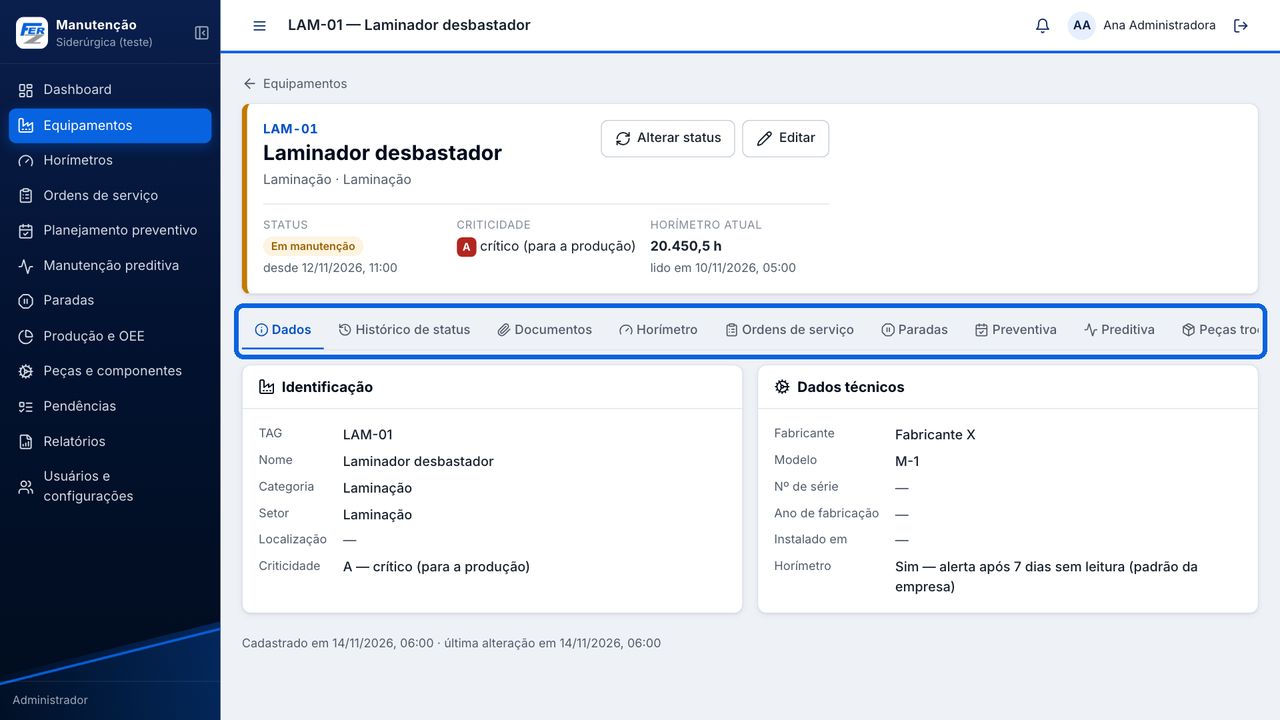 FER
2
Manutenção
Siderúrgica (teste)
LAM-01 — Laminador desbastador
AA Ana Administradora
Dashboard
Equipamentos
Horímetros
Ordens de serviço
Planejamento preventivo
Manutenção preditiva
Paradas
Produção e OEE
Peças e componentes
Pendências
Relatórios
Usuários e
configurações
Administrador
Equipamentos
LAM-01
Laminador desbastador
Laminação · Laminação
Alterar status
Editar
STATUS
Em manutenção
desde 12/11/2026, 11:00
CRITICIDADE
A crítico (para a produção)
HORÍMETRO ATUAL
20.450,5 h
lido em 10/11/2026, 05:00
Dados Histórico de status Documentos Horímetro Ordens de serviço Paradas Preventiva Preditiva Peças tro
Identificação
TAG LAM-01
Nome Laminador desbastador
Categoria Laminação
Setor Laminação
Localização —
Criticidade A — crítico (para a produção)
Dados técnicos
Fabricante Fabricante X
Modelo M-1
Nº de série —
Ano de fabricação —
Instalado em —
Horímetro Sim — alerta após 7 dias sem leitura (padrão da
empresa)
Cadastrado em 14/11/2026, 06:00 · última alteração em 14/11/2026, 06:00